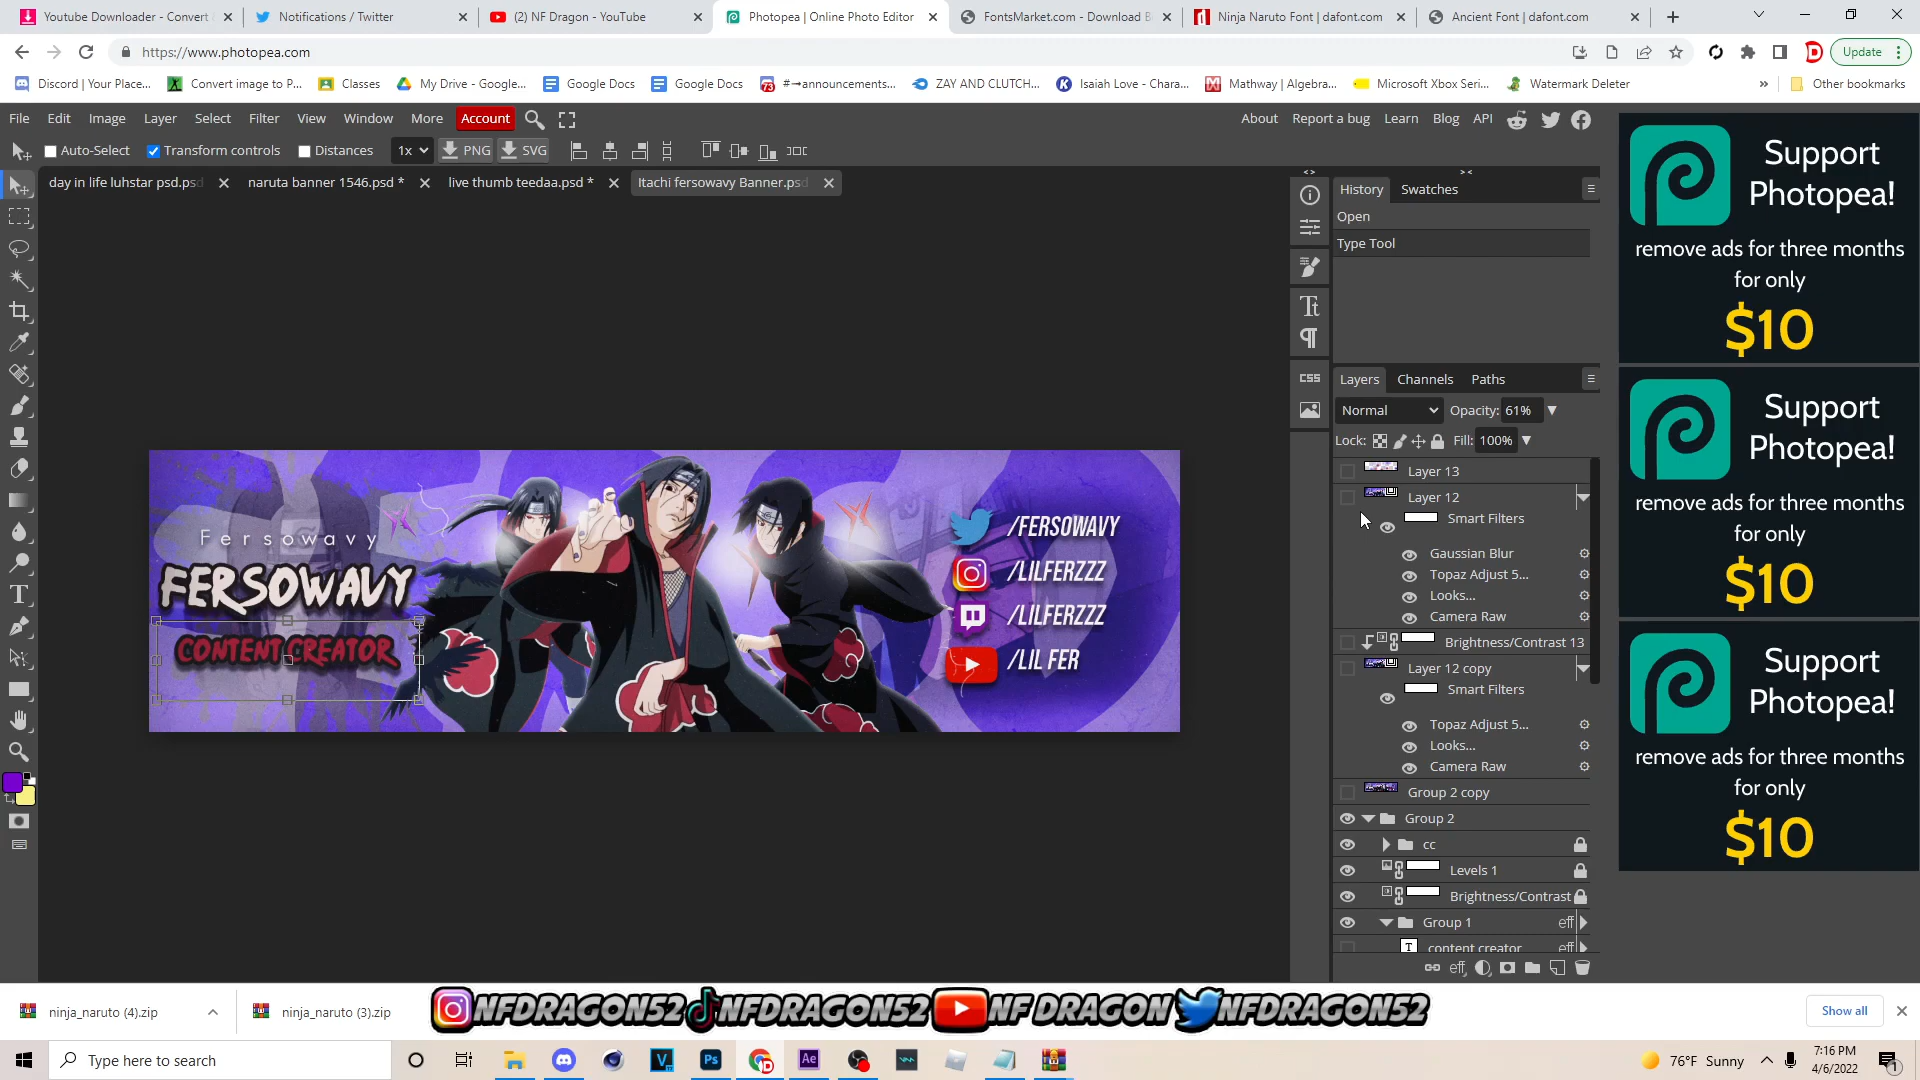 Youtube Downloader - Convert
Notifications / Twitter
(2) NF Dragon - YouTube
Photopea | Online Photo Editor
FontsMarket.com - Download B
Ninja Naruto Font | dafont.com
Ancient Font | dafont.com
https://www.photopea.com
Update
Discord | Your Place...
Convert image to P...
Classes
My Drive - Google...
Google Docs
Google Docs
#→announcements...
ZAY AND CLUTCH...
Isaiah Love - Chara...
Mathway | Algebra...
Microsoft Xbox Seri...
Watermark Deleter
»
Other bookmarks
File Edit Image Layer Select Filter View Window More Account
About Report a bug Learn Blog API
Auto-Select Transform controls Distances 1x PNG SVG
day in life luhstar psd.psd
naruta banner 1546.psd *
live thumb teedaa.psd *
Itachi fersowavy Banner.psd
History Swatches
Open
Type Tool
CSS
Layers Channels Paths
Normal Opacity: 61%
Lock: Fill: 100%
Layer 13
Layer 12
Smart Filters
Gaussian Blur
Topaz Adjust 5...
Looks...
Camera Raw
Brightness/Contrast 13
Layer 12 copy
Smart Filters
Topaz Adjust 5...
Looks...
Camera Raw
Group 2 copy
Group 2
cc
Levels 1
Brightness/Contrast
Group 1 eff
T content creator eff
eff
Fersowavy
FERSOWAVY
CONTENT CREATOR
/FERSOWAVY
/LILFERZZZ
/LILFERZZZ
/LIL FER
Support
Photopea!
remove ads for three months
for only
$10
Support
Photopea!
remove ads for three months
for only
$10
Support
Photopea!
remove ads for three months
for only
$10
ninja_naruto (4).zip
ninja_naruto (3).zip
NFDRAGON52 NFDRAGON52 NF DRAGON NFDRAGON52
Show all
Type here to search
Ps
Ae
76°F Sunny
7:16 PM
4/6/2022
1